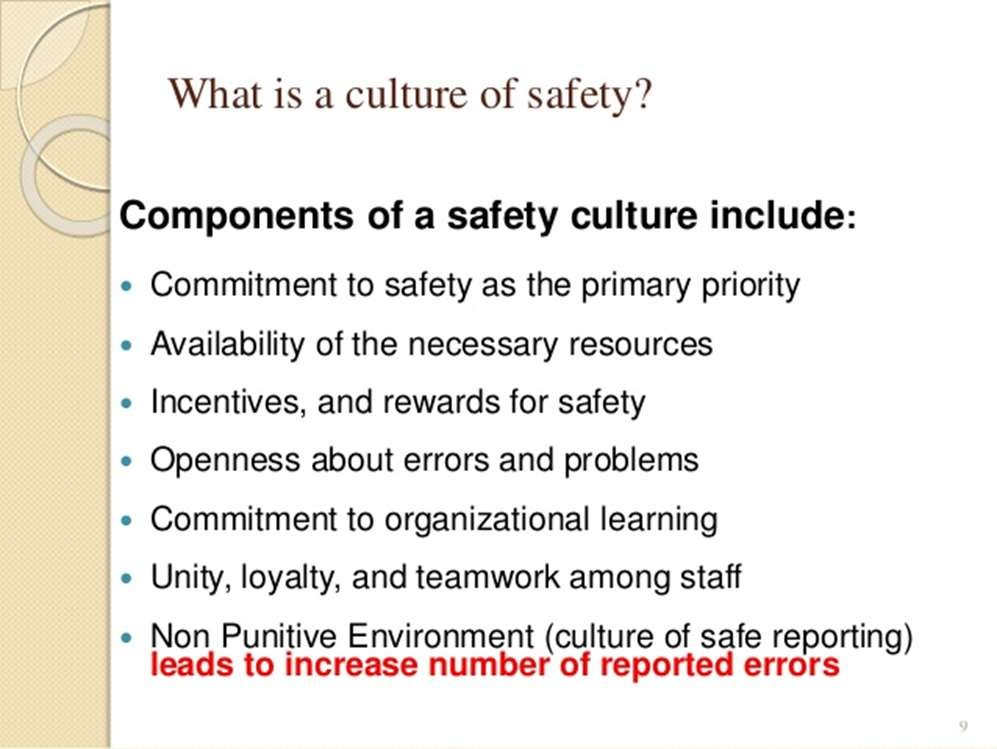 What is a culture of safety?
Components of a safety culture include:
• Commitment to safety as the primary priority
• Availability of the necessary resources
• Incentives, and rewards for safety
• Openness about errors and problems
• Commitment to organizational learning
• Unity, loyalty, and teamwork among staff
• Non Punitive Environment (culture of safe reporting)
leads to increase number of reported errors
9